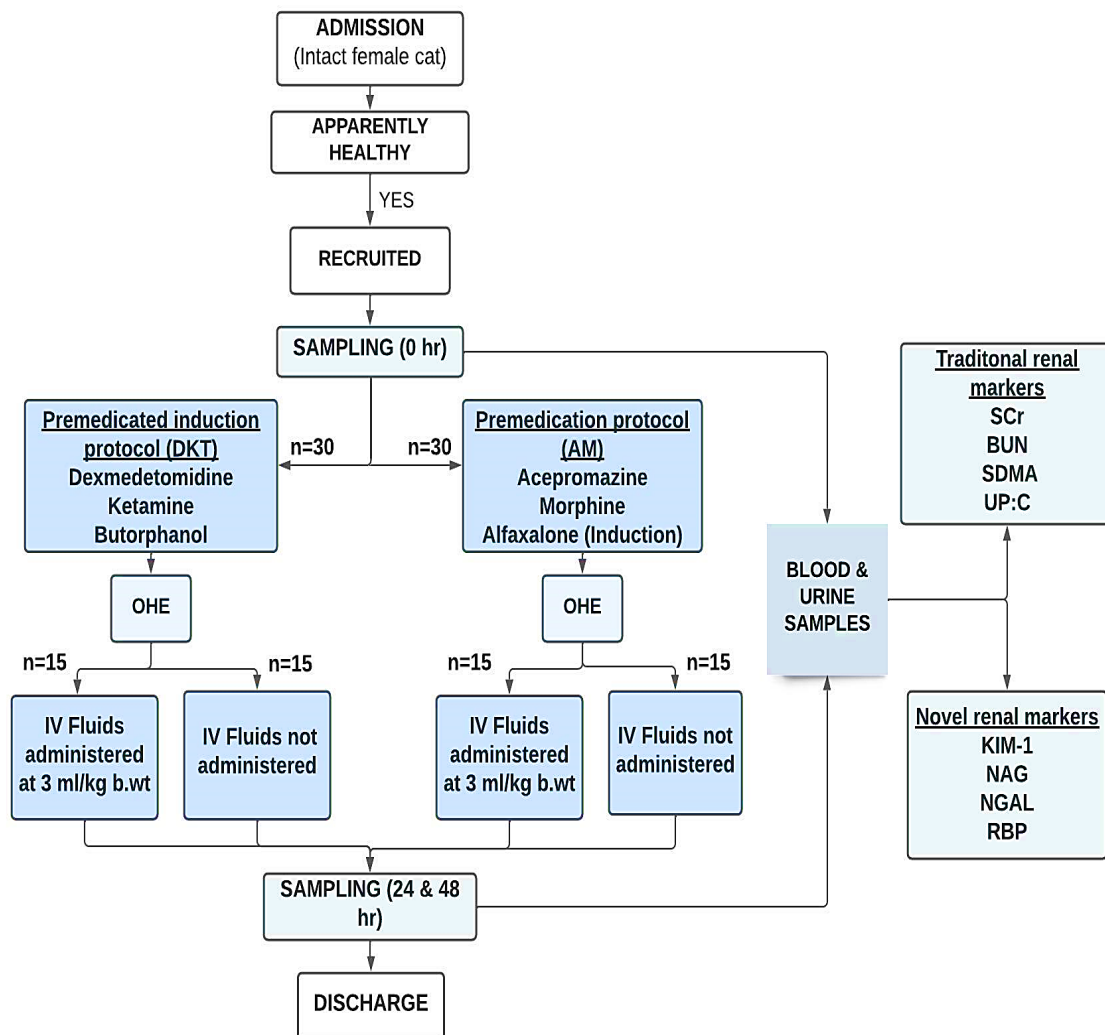 ADMISSION
(Intact female cat)
APPARENTLY
HEALTHY
YES
RECRUITED
SAMPLING (0 hr)
Premedicated induction
protocol (DKT)
Dexmedetomidine
Ketamine
Butorphanol
n=30
n=30
Premedication protocol
(AM)
Acepromazine
Morphine
Alfaxalone (Induction)
OHE
OHE
n=15
n=15
n=15
n=15
IV Fluids
administered
at 3 ml/kg b.wt
IV Fluids not
administered
IV Fluids
administered
at 3 ml/kg b.wt
IV Fluids not
administered
SAMPLING (24 & 48
hr)
DISCHARGE
BLOOD &
URINE
SAMPLES
Traditonal renal
markers
SCr
BUN
SDMA
UP:C
Novel renal markers
KIM-1
NAG
NGAL
RBP